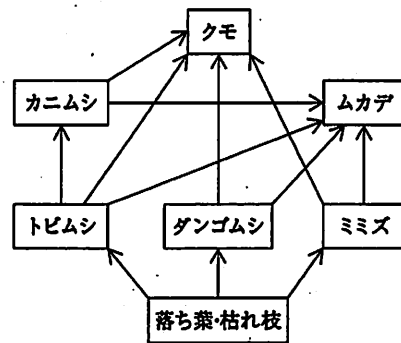 クモ
カニムシ
ムカデ
トビムシ
ダンゴムシ
ミミズ
落ち葉・枯れ枝